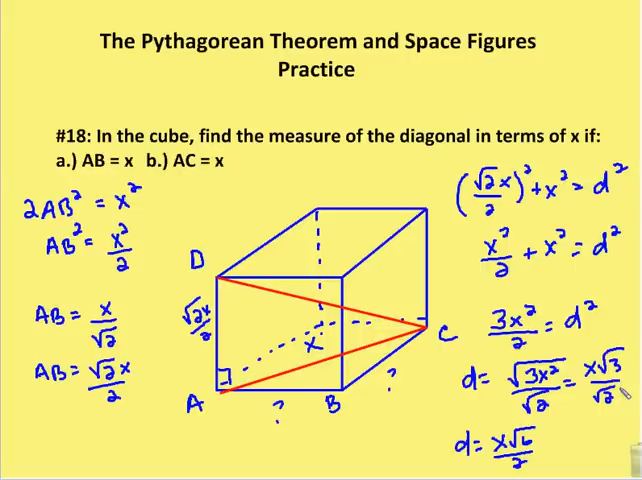 The Pythagorean Theorem and Space Figures
Practice
#18: In the cube, find the measure of the diagonal in terms of x if:
a.) AB = x b.) AC = x
2AB² = x²
AB² = x²/2
AB = x/√2
AB = √2x/2
D
√2x/2
A
?
B
?
C
x
(√2x/2)² + x² = d²
x²/2 + x² = d²
3x²/2 = d²
d = √3x²/√2 = x√3/√2
d = x√6/2